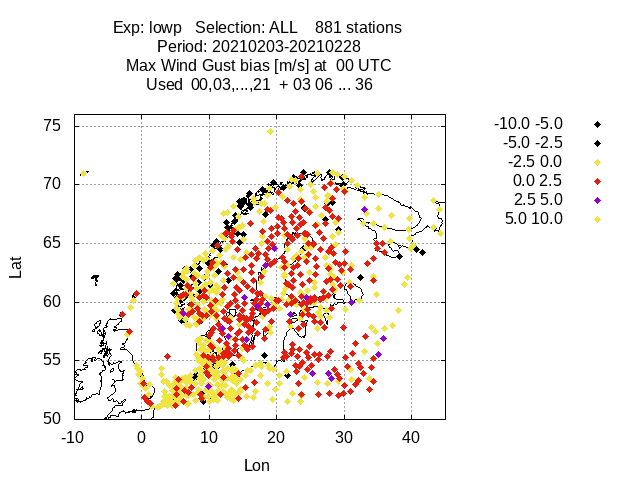 Exp: lowp   Selection: ALL    881 stations
Period: 20210203-20210228
Max Wind Gust bias [m/s] at  00 UTC
Used  00,03,...,21  + 03 06 ... 36
75
70
65
60
55
50
-10 0 10 20 30 40
Lat
Lon
-10.0 -5.0
-5.0 -2.5
-2.5 0.0
0.0 2.5
2.5 5.0
5.0 10.0